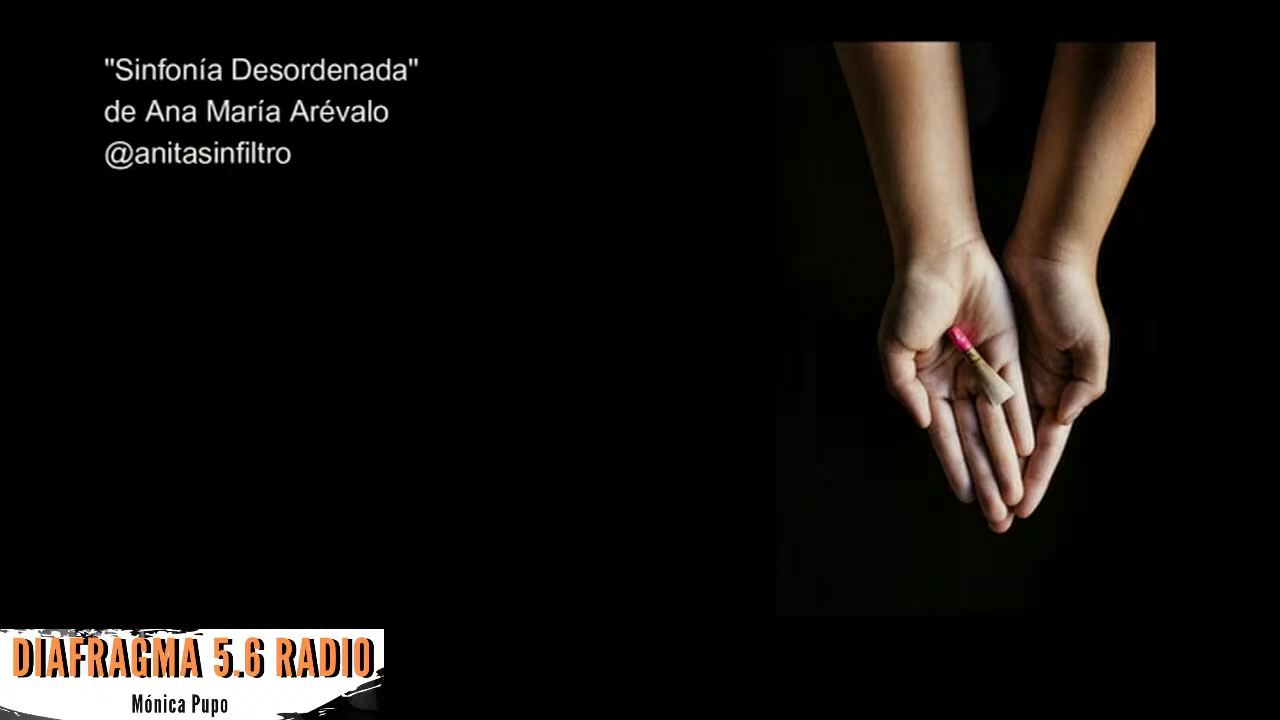 "Sinfonía Desordenada"
de Ana María Arévalo
@anitasinfiltro
DIAFRAGMA 5.6 RADIO
Mónica Pupo